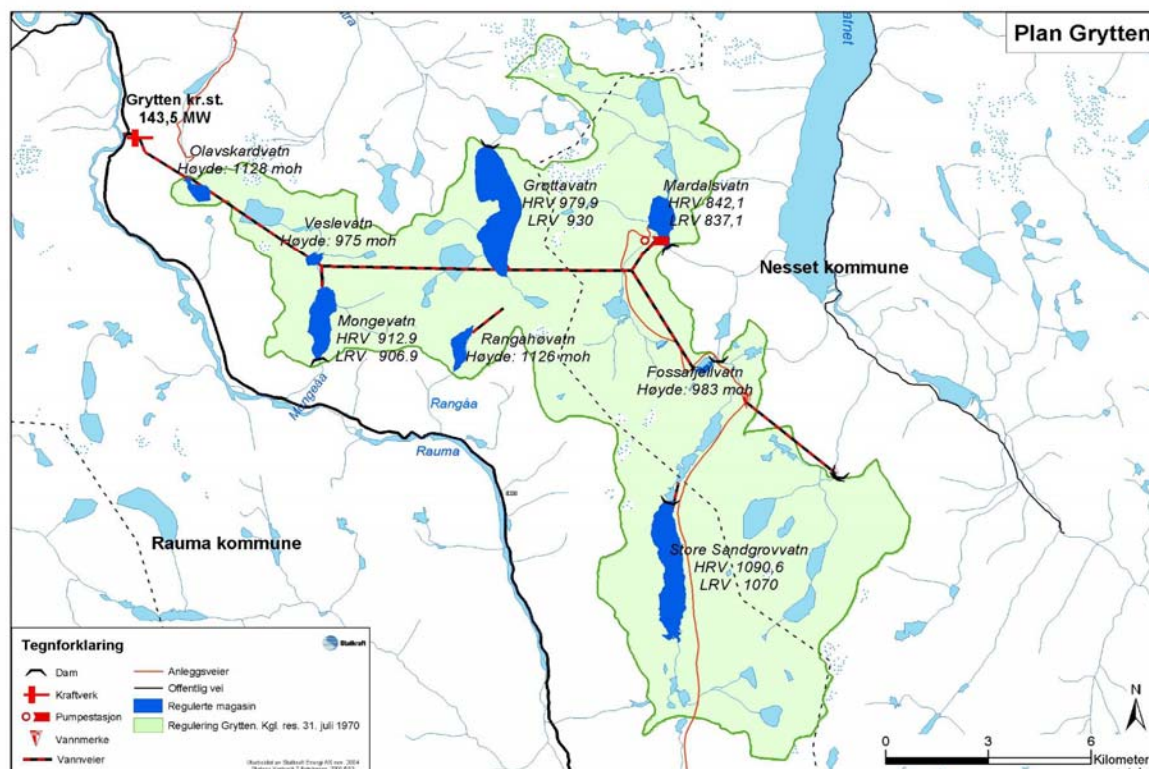 Plan Grytten
Grytten kr.st.
143,5 MW
Olavskardvatn
Høyde: 1128 moh
Veslevatn
Høyde: 975 moh
Grøttavatn
HRV 979,9
LRV 930
Mardalsvatn
HRV 842,1
LRV 837,1
Nesset kommune
Mongevatn
HRV 912.9
LRV 906.9
Rangahøvatn
Høyde: 1126 moh
Fossafjellvatn
Høyde: 983 moh
Mongeåa
Rangåa
Rauma
Rauma kommune
Store Sandgrovvatn
HRV 1090,6
LRV 1070
Tegnforklaring
Statkraft
Dam
Kraftverk
Pumpestasjon
Vannmerke
Vannveier
Anleggsveier
Offentlig vei
Regulerte magasin
Regulering Grytten. Kgl. res. 31. juli 1970
N
0 3 6
Kilometer